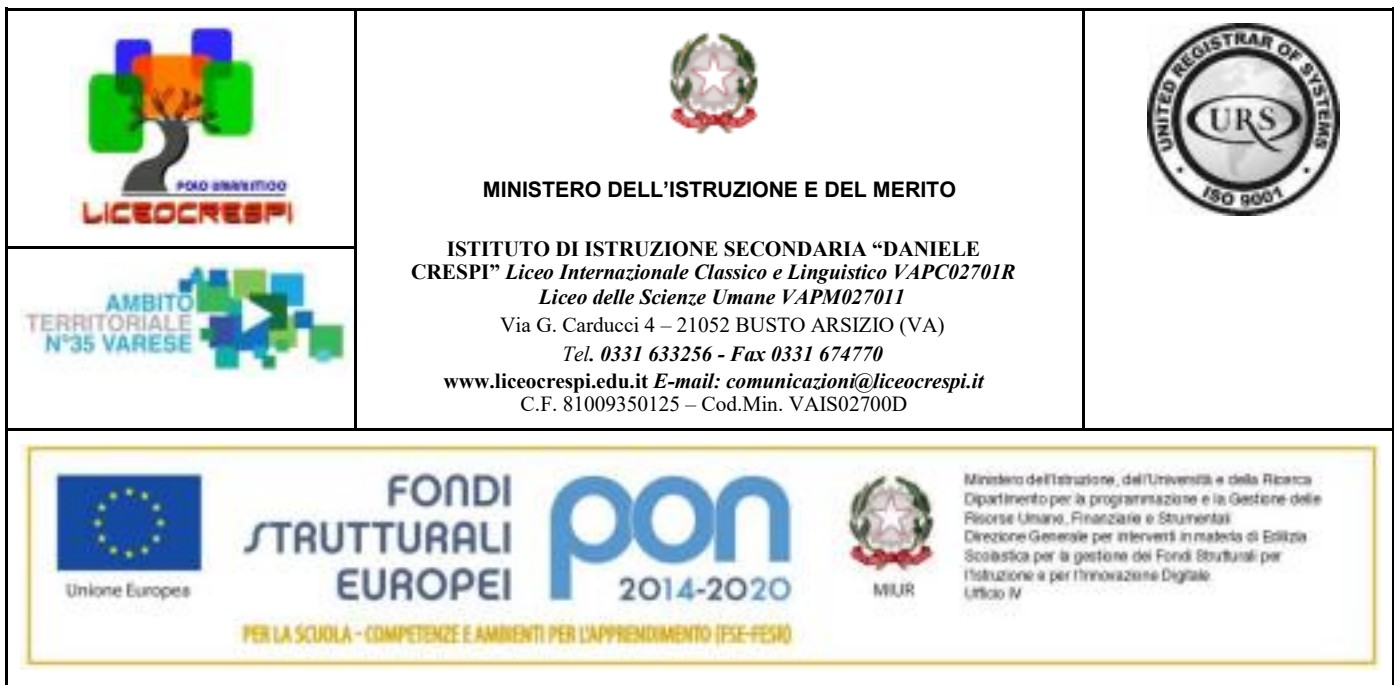 POLO UMANISTICO
LICEOCRESPI
AMBITO
TERRITORIALE
N°35 VARESE
MINISTERO DELL'ISTRUZIONE E DEL MERITO
ISTITUTO DI ISTRUZIONE SECONDARIA “DANIELE
CRESPI” Liceo Internazionale Classico e Linguistico VAPC02701R
Liceo delle Scienze Umane VAPM027011
Via G. Carducci 4 – 21052 BUSTO ARSIZIO (VA)
Tel. 0331 633256 - Fax 0331 674770
www.liceocrespi.edu.it E-mail: comunicazioni@liceocrespi.it
C.F. 81009350125 – Cod.Min. VAIS02700D
UNITED REGISTRAR OF SYSTEMS
URS
ISO 9001
Unione Europea
FONDI
STRUTTURALI
EUROPEI
pon
2014-2020
PER LA SCUOLA - COMPETENZE E AMBIENTI PER L'APPRENDIMENTO (FSE-FESR)
MIUR
Ministero dell'Istruzione, dell'Università e della Ricerca
Dipartimento per la programmazione e la Gestione delle
Risorse Umane, Finanziarie e Strumentali
Direzione Generale per interventi in materia di Edilizia
Scolastica per la gestione dei Fondi Strutturali per
l'Istruzione e per l'Innovazione Digitale
Ufficio IV